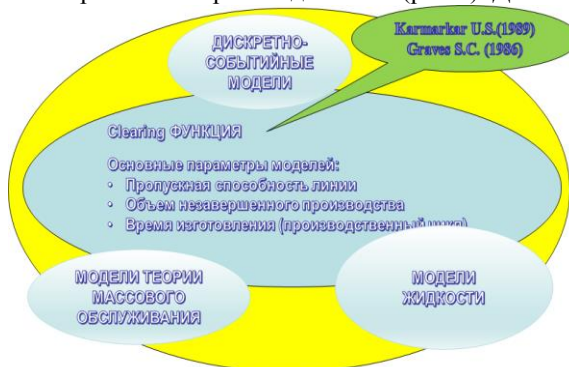 Karmarkar U.S.(1989)
Graves S.C. (1986)
ДИСКРЕТНО-
СОБЫТИЙНЫЕ
МОДЕЛИ
Clearing ФУНКЦИЯ
Основные параметры моделей:
• Пропускная способность линии
• Объем незавершенного производства
• Время изготовления (производственный цикл)
МОДЕЛИ ТЕОРИИ
МАССОВОГО
ОБСЛУЖИВАНИЯ
МОДЕЛИ
ЖИДКОСТИ